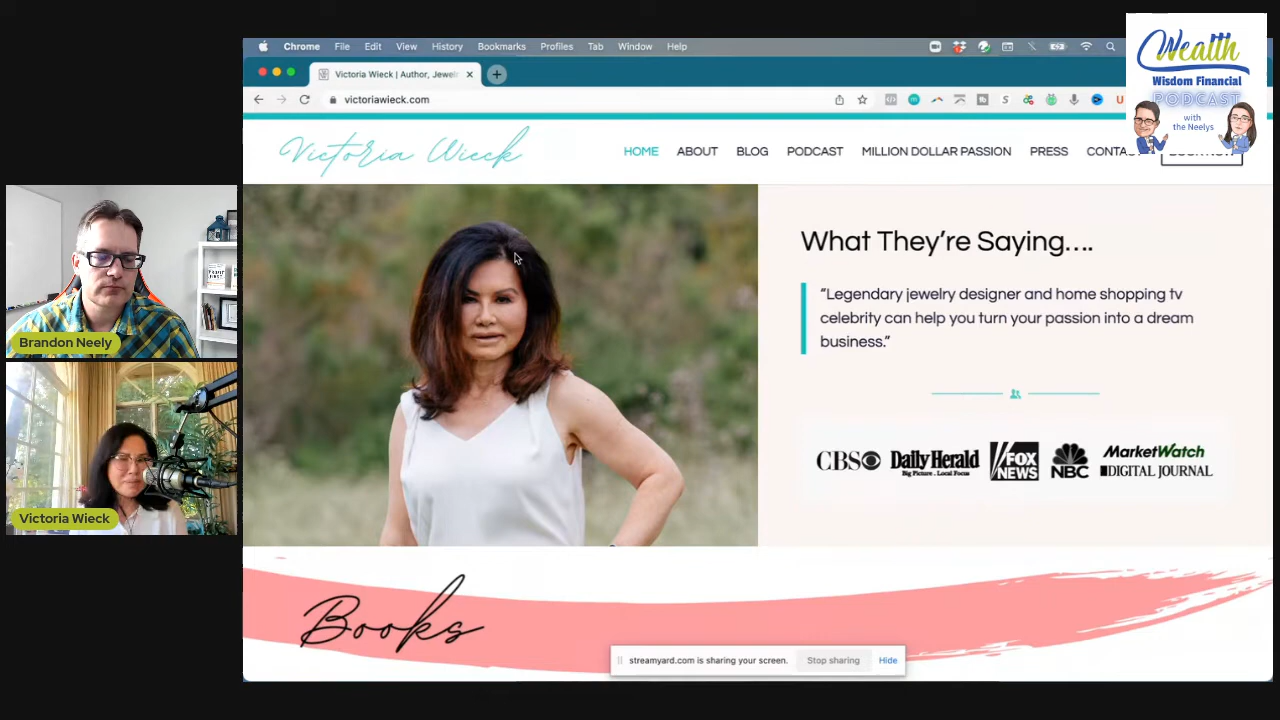 Chrome File Edit View History Bookmarks Profiles Tab Window Help
Victoria Wieck | Author, Jewelr
victoriawieck.com
Wealth
Wisdom Financial
PODCAST
with
the Neelys
Victoria Wieck
HOME ABOUT BLOG PODCAST MILLION DOLLAR PASSION PRESS
What They're Saying….
“Legendary jewelry designer and home shopping tv
celebrity can help you turn your passion into a dream
business.”
CBS Daily Herald FOX NEWS NBC MarketWatch
Big Picture . Local Focus
DIGITAL JOURNAL
Brandon Neely
Victoria Wieck
Books
streamyard.com is sharing your screen. Stop sharing Hide